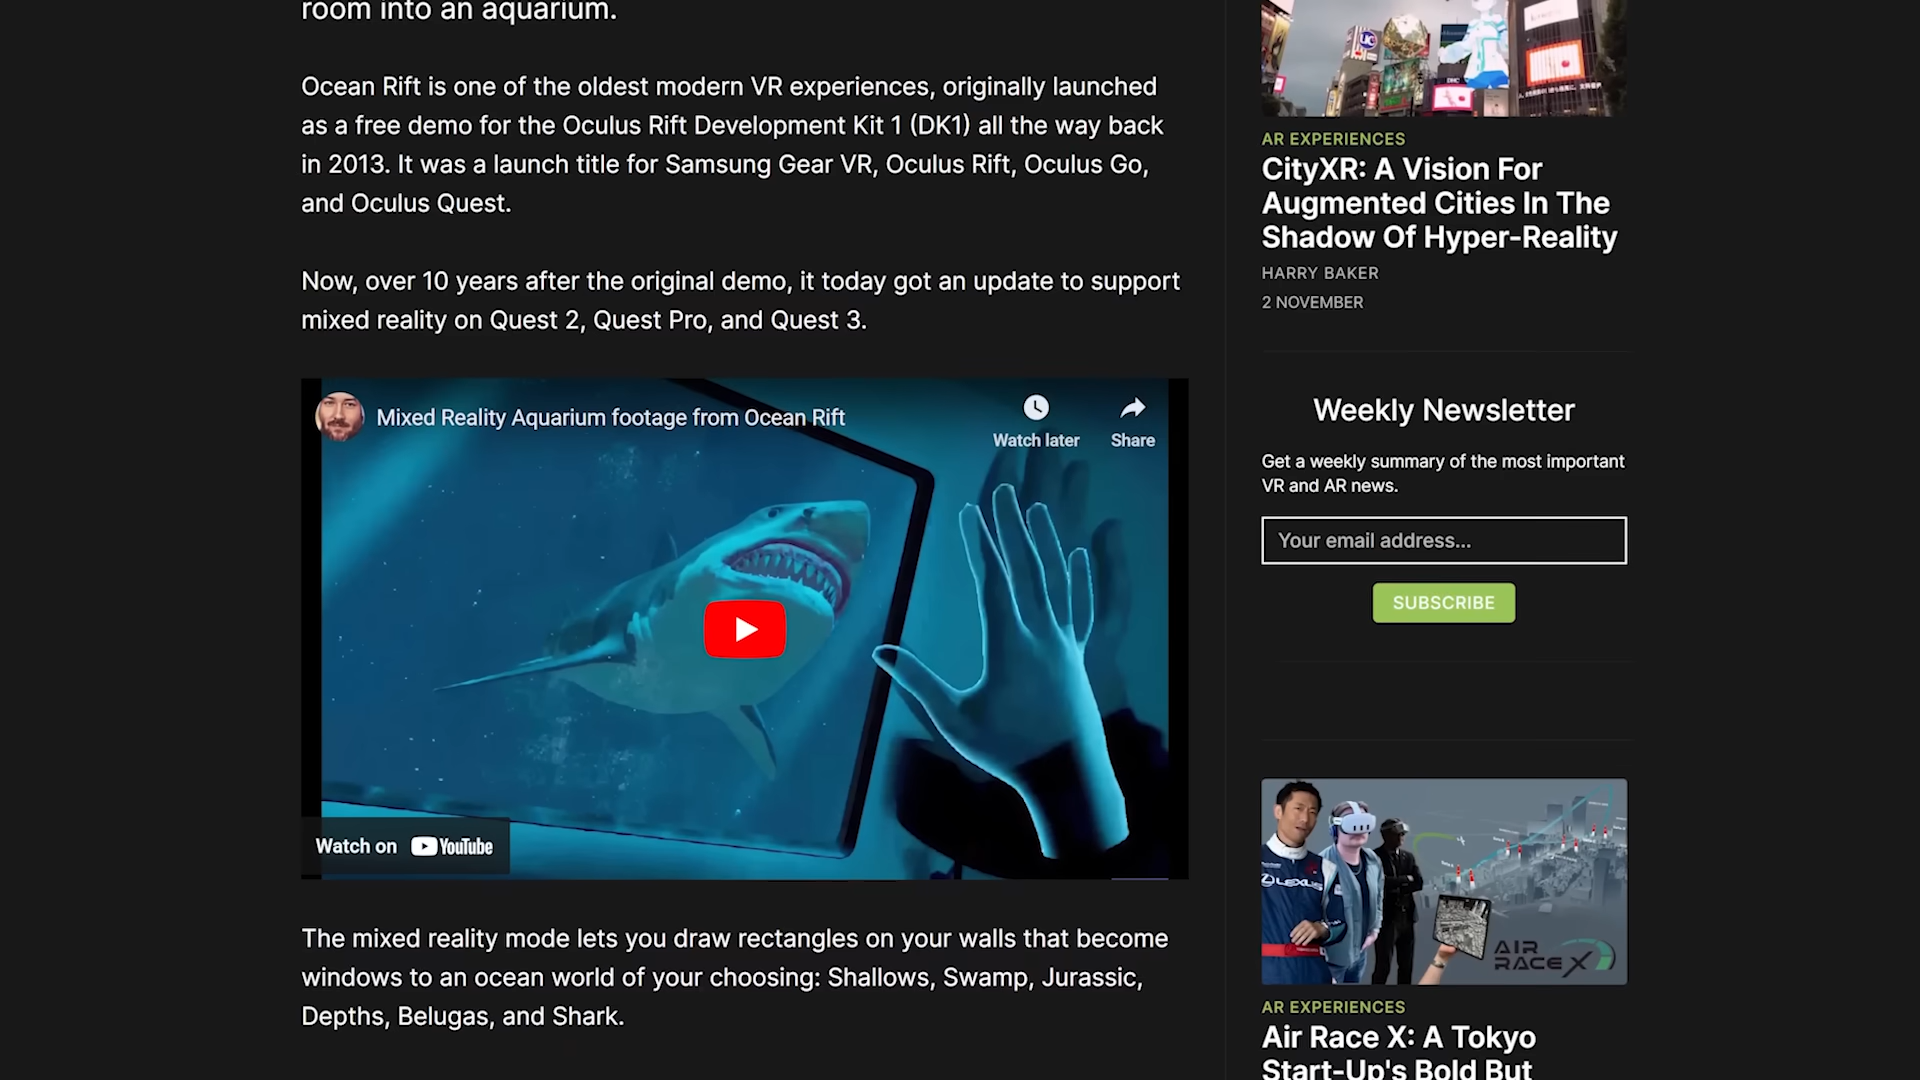 room into an aquarium.
Ocean Rift is one of the oldest modern VR experiences, originally launched
as a free demo for the Oculus Rift Development Kit 1 (DK1) all the way back
in 2013. It was a launch title for Samsung Gear VR, Oculus Rift, Oculus Go,
and Oculus Quest.
Now, over 10 years after the original demo, it today got an update to support
mixed reality on Quest 2, Quest Pro, and Quest 3.
Mixed Reality Aquarium footage from Ocean Rift
Watch later
Share
Watch on YouTube
The mixed reality mode lets you draw rectangles on your walls that become
windows to an ocean world of your choosing: Shallows, Swamp, Jurassic,
Depths, Belugas, and Shark.
AR EXPERIENCES
CityXR: A Vision For
Augmented Cities In The
Shadow Of Hyper-Reality
HARRY BAKER
2 NOVEMBER
Weekly Newsletter
Get a weekly summary of the most important
VR and AR news.
Your email address...
SUBSCRIBE
LEXUS
AIR
RACE X
AR EXPERIENCES
Air Race X: A Tokyo
Start-Up's Bold But